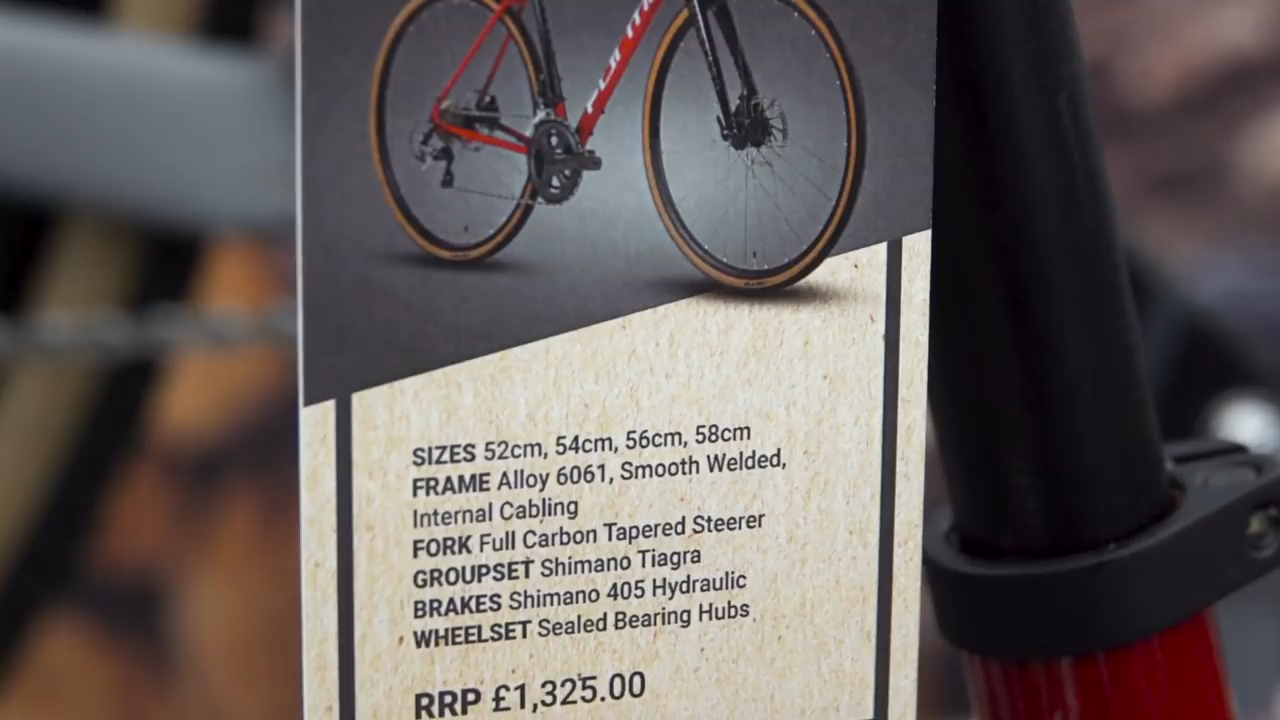 SIZES 52cm, 54cm, 56cm, 58cm
FRAME Alloy 6061, Smooth Welded,
Internal Cabling
FORK Full Carbon Tapered Steerer
GROUPSET Shimano Tiagra
BRAKES Shimano 405 Hydraulic
WHEELSET Sealed Bearing Hubs
RRP £1,325.00